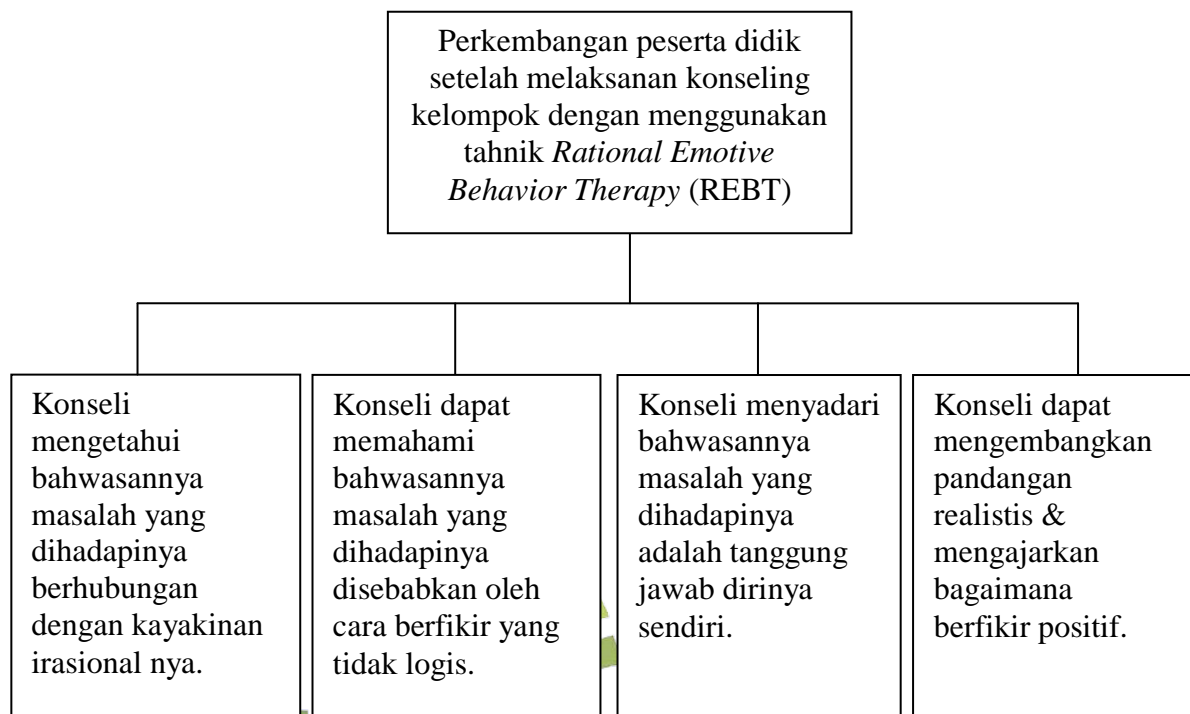 Perkembangan peserta didik
setelah melaksanan konseling
kelompok dengan menggunakan
tahnik Rational Emotive
Behavior Therapy (REBT)
Konseli
mengetahui
bahwasannya
masalah yang
dihadapinya
berhubungan
dengan kayakinan
irasional nya.
Konseli dapat
memahami
bahwasannya
masalah yang
dihadapinya
disebabkan oleh
cara berfikir yang
tidak logis.
Konseli menyadari
bahwasannya
masalah yang
dihadapinya
adalah tanggung
jawab dirinya
sendiri.
Konseli dapat
mengembangkan
pandangan
realistis &
mengajarkan
bagaimana
berfikir positif.